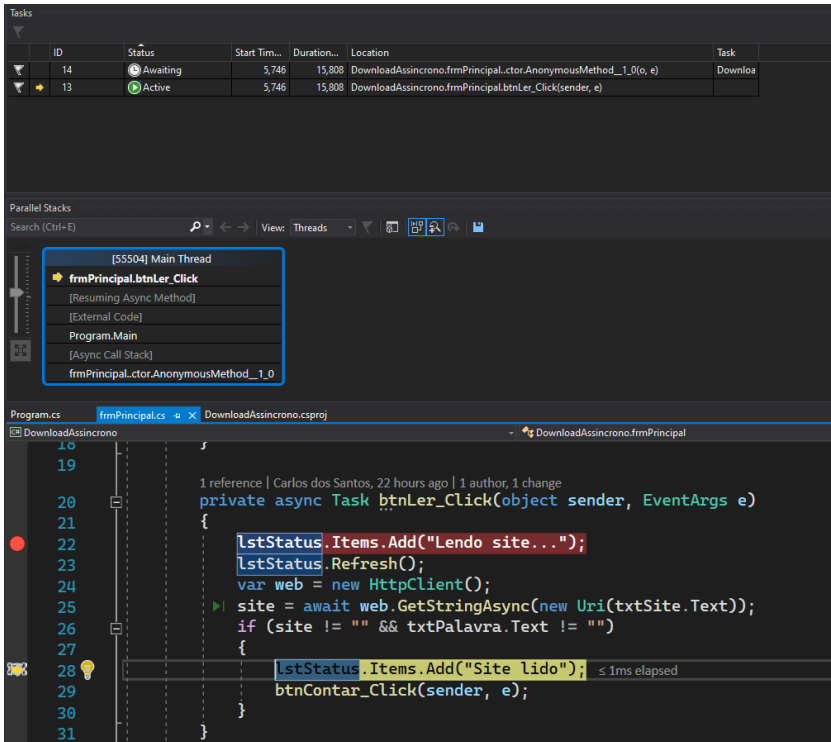 Tasks
ID Status Start Tim... Duration... Location Task
14 Awaiting 5,746 15,808 DownloadAssincrono.frmPrincipal..ctor.AnonymousMethod__1_0(o, e) Downloa
13 Active 5,746 15,808 DownloadAssincrono.frmPrincipal.btnLer_Click(sender, e)
Parallel Stacks
Search (Ctrl+E) View: Threads
[55504] Main Thread
frmPrincipal.btnLer_Click
[Resuming Async Method]
[External Code]
Program.Main
[Async Call Stack]
frmPrincipal..ctor.AnonymousMethod__1_0
Program.cs frmPrincipal.cs DownloadAssincrono.csproj
DownloadAssincrono DownloadAssincrono.frmPrincipal
18 }
19
1 reference | Carlos dos Santos, 22 hours ago | 1 author, 1 change
20 private async Task btnLer_Click(object sender, EventArgs e)
21 {
22 lstStatus.Items.Add("Lendo site...");
23 lstStatus.Refresh();
24 var web = new HttpClient();
25 site = await web.GetStringAsync(new Uri(txtSite.Text));
26 if (site != "" && txtPalavra.Text != "")
27 {
28 lstStatus.Items.Add("Site lido"); ≤ 1ms elapsed
29 btnContar_Click(sender, e);
30 }
31 }